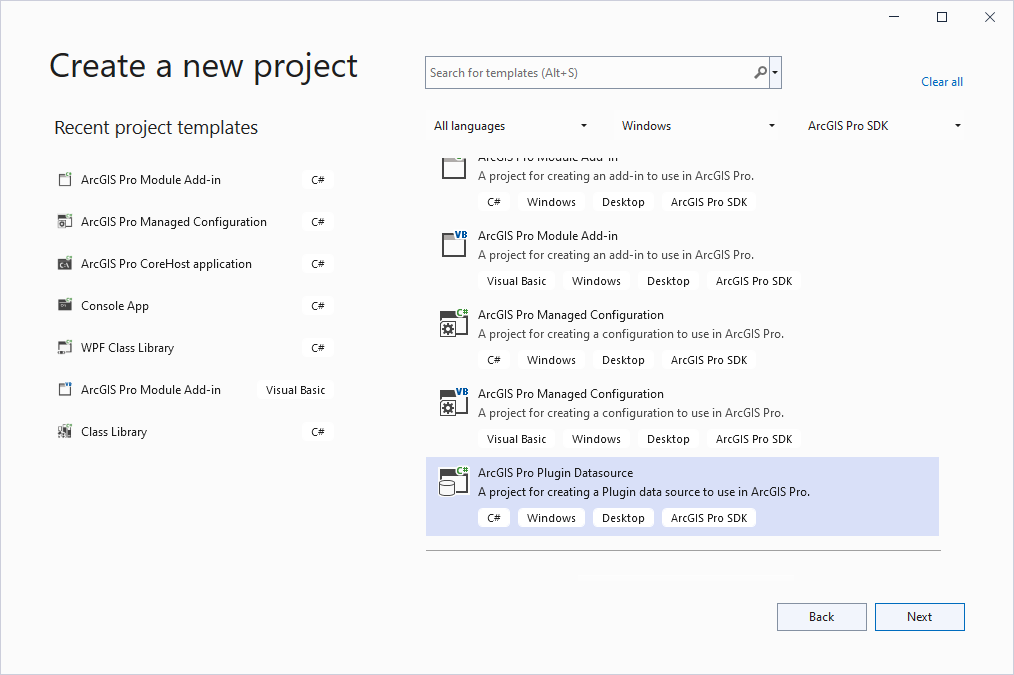 Create a new project
Search for templates (Alt+S)
Clear all
Recent project templates
All languages
Windows
ArcGIS Pro SDK
ArcGIS Pro Module Add-in C#
ArcGIS Pro Managed Configuration C#
ArcGIS Pro CoreHost application C#
Console App C#
WPF Class Library C#
ArcGIS Pro Module Add-in Visual Basic
Class Library C#
ArcGIS Pro Module Add-in
A project for creating an add-in to use in ArcGIS Pro.
C# Windows Desktop ArcGIS Pro SDK
VB
ArcGIS Pro Module Add-in
A project for creating an add-in to use in ArcGIS Pro.
Visual Basic Windows Desktop ArcGIS Pro SDK
C#
ArcGIS Pro Managed Configuration
A project for creating a configuration to use in ArcGIS Pro.
C# Windows Desktop ArcGIS Pro SDK
VB
ArcGIS Pro Managed Configuration
A project for creating a configuration to use in ArcGIS Pro.
Visual Basic Windows Desktop ArcGIS Pro SDK
C#
ArcGIS Pro Plugin Datasource
A project for creating a Plugin data source to use in ArcGIS Pro.
C# Windows Desktop ArcGIS Pro SDK
Back
Next